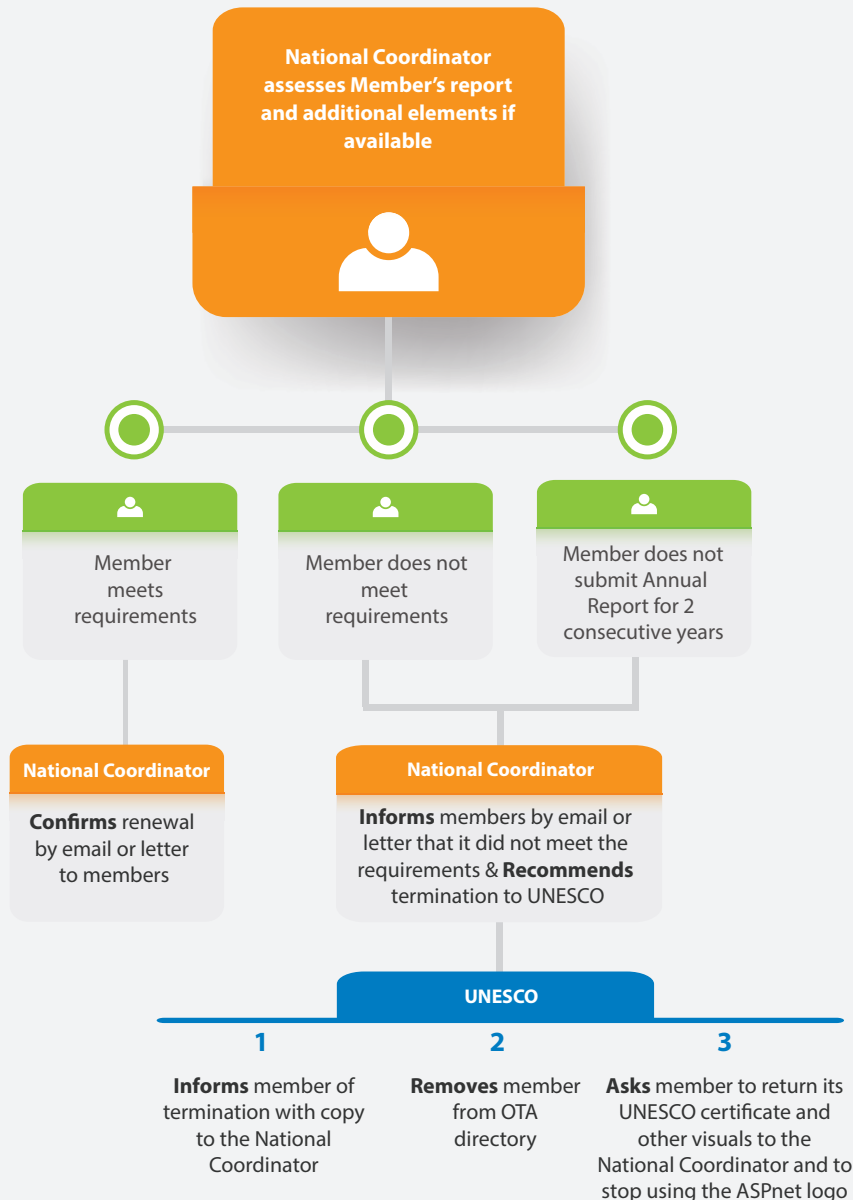 National Coordinator
assesses Member's report
and additional elements if
available
Member
meets
requirements
Member does not
meet
requirements
Member does not
submit Annual
Report for 2
consecutive years
National Coordinator
Confirms renewal
by email or letter
to members
National Coordinator
Informs members by email or
letter that it did not meet the
requirements & Recommends
termination to UNESCO
UNESCO
1
Informs member of
termination with copy
to the National
Coordinator
2
Removes member
from OTA
directory
3
Asks member to return its
UNESCO certificate and
other visuals to the
National Coordinator and to
stop using the ASPnet logo